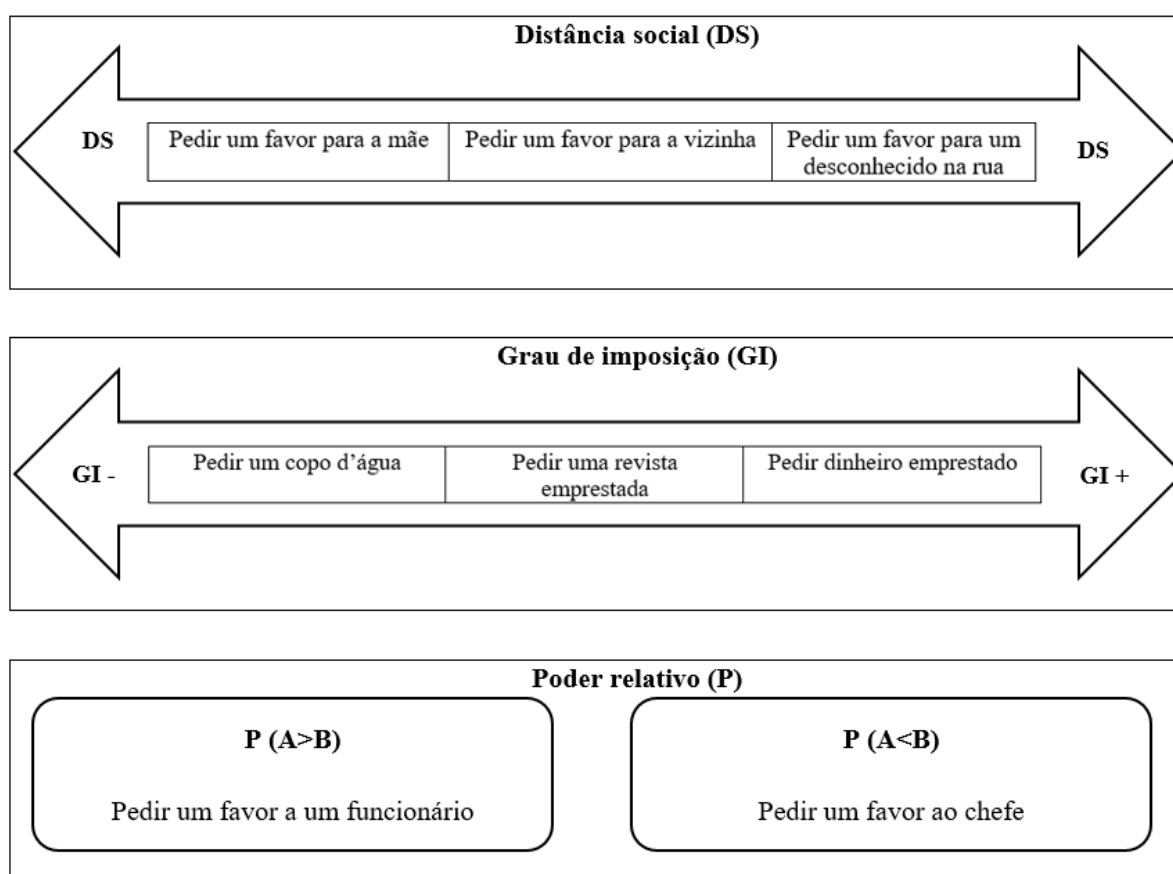 Distância social (DS)
DS
Pedir um favor para a mãe
Pedir um favor para a vizinha
Pedir um favor para um
desconhecido na rua
DS
Grau de imposição (GI)
GI -
Pedir um copo d’água
Pedir uma revista
emprestada
Pedir dinheiro emprestado
GI +
Poder relativo (P)
P (A>B)
Pedir um favor a um funcionário
P (A<B)
Pedir um favor ao chefe